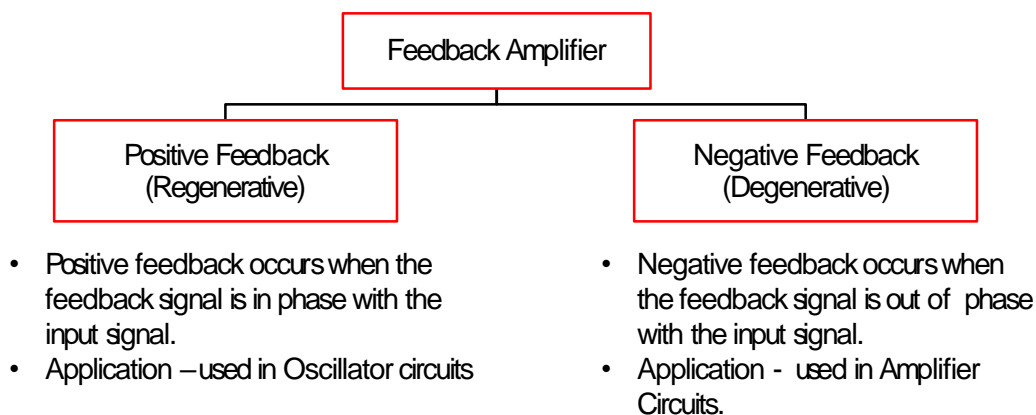 Feedback Amplifier
Positive Feedback
(Regenerative)
Negative Feedback
(Degenerative)
• Positive feedback occurs when the
feedback signal is in phase with the
input signal.
• Application – used in Oscillator circuits
• Negative feedback occurs when
the feedback signal is out of phase
with the input signal.
• Application - used in Amplifier
Circuits.